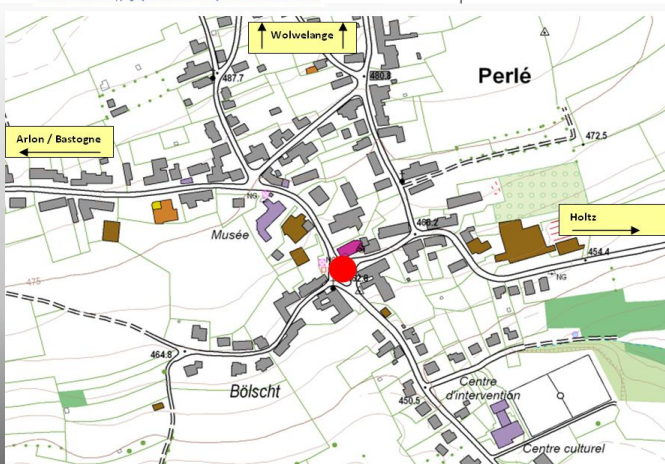 Wolwelange
487.7
480.8
Perlé
Arlon / Bastogne
472.5
NG
Holtz
466.2
Musée
454.4
NG
475
464.8
Bölscht
450.5
Centre
d'intervention
Centre culturel